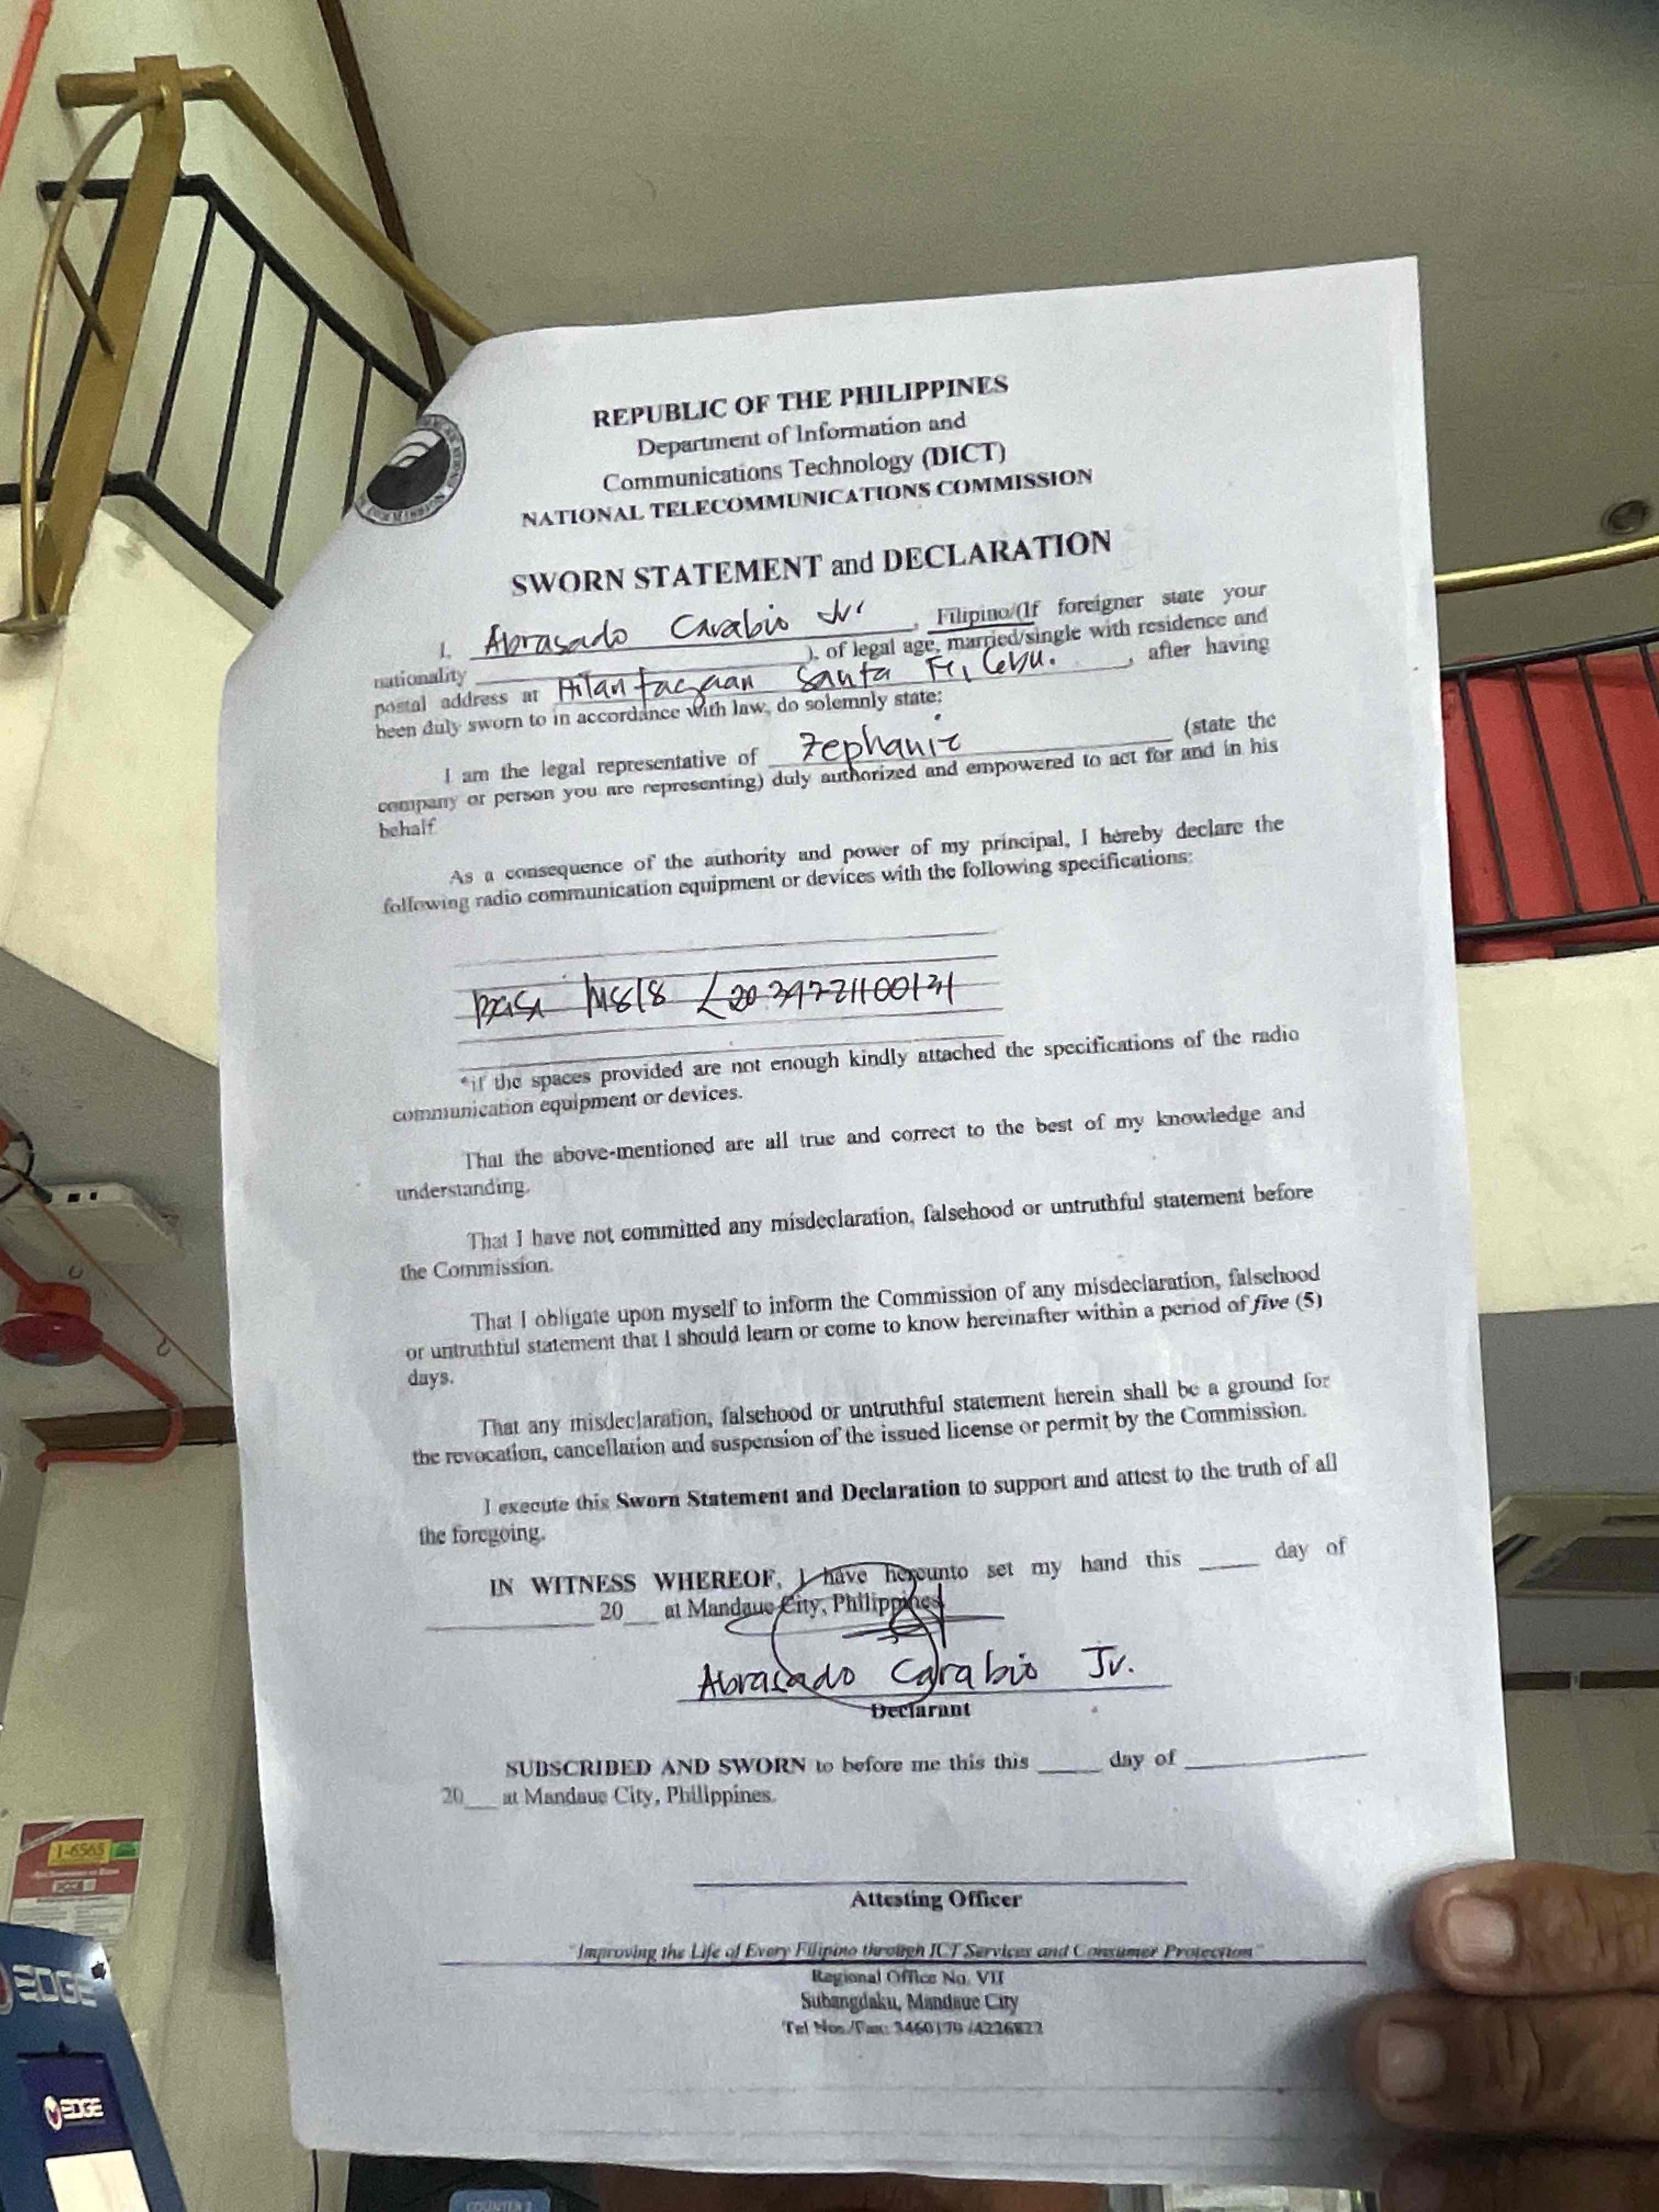 REPUBLIC OF THE PHILIPPINES
Department of Information and
Communications Technology (DICT)
NATIONAL TELECOMMUNICATIONS COMMISSION
SWORN STATEMENT and DECLARATION
I, Abrasado Carabio Jr. , Filipino/(If foreigner state your
nationality ), of legal age, married/single with residence and
postal address at Hilantagaan Santa Fe, Cebu. , after having
been duly sworn to in accordance with law, do solemnly state:
I am the legal representative of Zephanie (state the
company or person you are representing) duly authorized and empowered to act for and in his
behalf.
As a consequence of the authority and power of my principal, I hereby declare the
following radio communication equipment or devices with the following specifications:
M818
*if the spaces provided are not enough kindly attached the specifications of the radio
communication equipment or devices.
That the above-mentioned are all true and correct to the best of my knowledge and
understanding.
That I have not committed any misdeclaration, falsehood or untruthful statement before
the Commission.
That I obligate upon myself to inform the Commission of any misdeclaration, falsehood
or untruthful statement that I should learn or come to know hereinafter within a period of five (5)
days.
That any misdeclaration, falsehood or untruthful statement herein shall be a ground for
the revocation, cancellation and suspension of the issued license or permit by the Commission.
I execute this Sworn Statement and Declaration to support and attest to the truth of all
the foregoing.
IN WITNESS WHEREOF, I have hereunto set my hand this ____ day of
____ 20__ at Mandaue City, Philippines.
Abrasado Carabio Jr.
Declarant
SUBSCRIBED AND SWORN to before me this this ____ day of ____
20__ at Mandaue City, Philippines.
Attesting Officer
"Improving the Life of Every Filipino through ICT Services and Consumer Protection"
Regional Office No. VII
Subangdaku, Mandaue City
Tel Nos./Fax: 3460179 /4226822
1-6565
EDGE
EDGE
COUNTER 2